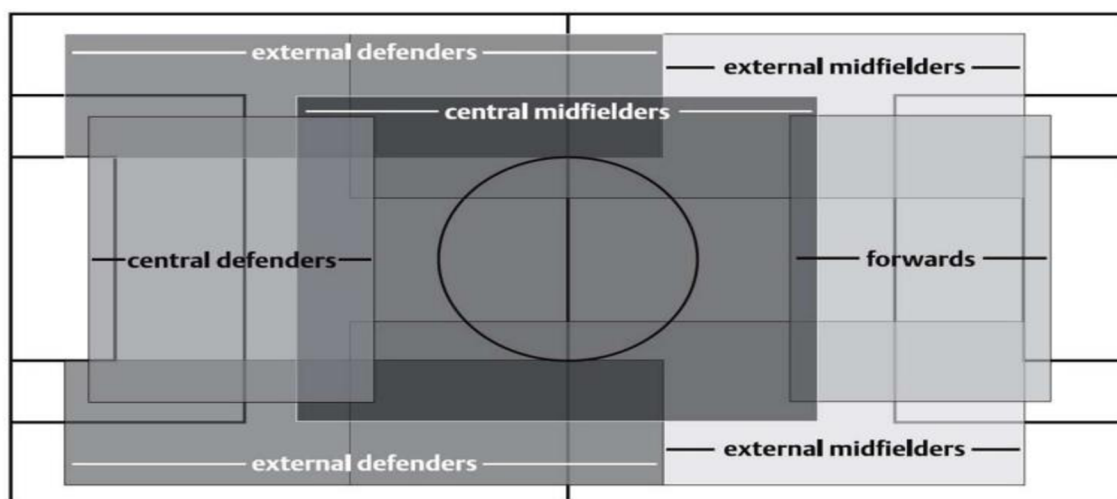 external defenders
external midfielders
central midfielders
central defenders
forwards
external midfielders
external defenders